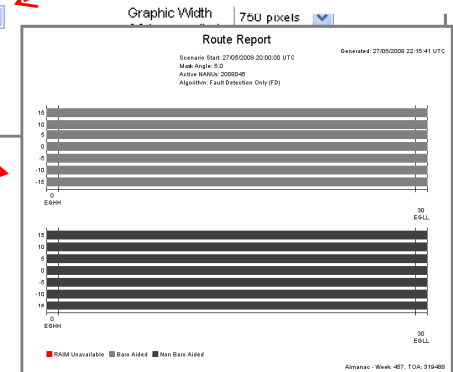 Graphic Width 750 pixels
Route Report
Generated: 27/05/2008 22:15:41 UTC
Scenario Start: 27/05/2008 20:00:00 UTC
Mask Angle: 5.0
Active NANUs: 2008046
Algorithm: Fault Detection Only (FD)
15
10
5
0
-5
-10
-15
0
EGHH
30
EGLL
15
10
5
0
-5
-10
15
0
EGHH
30
EGLL
RAIM Unavailable Baro Aided Non Baro Aided
Almanac - Week: 457, TOA: 319488